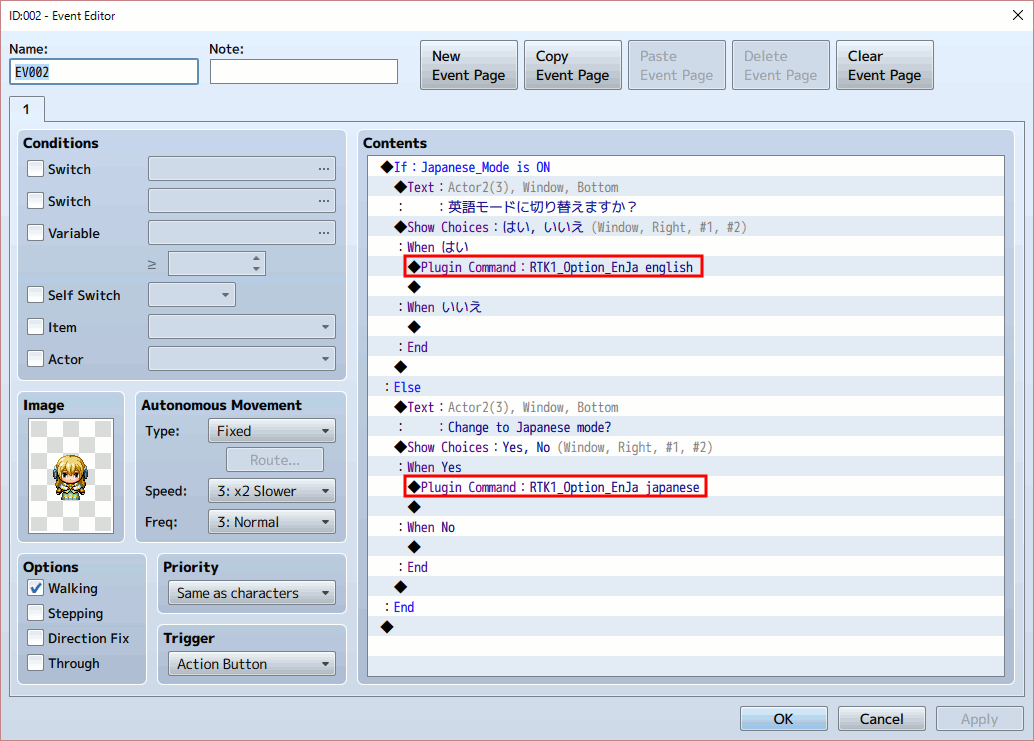 ID:002 - Event Editor
Name:
Note:
EV002
New
Event Page
Copy
Event Page
Paste
Event Page
Delete
Event Page
Clear
Event Page
1
Conditions
Switch
...
Switch
...
Variable
...
≥
Self Switch
Item
Actor
Image
Autonomous Movement
Type:
Fixed
Route...
Speed:
3: x2 Slower
Freq:
3: Normal
Options
Walking
Stepping
Direction Fix
Through
Priority
Same as characters
Trigger
Action Button
Contents
◆If：Japanese_Mode is ON
◆Text：Actor2(3), Window, Bottom
：　：英語モードに切り替えますか？
◆Show Choices：はい, いいえ (Window, Right, #1, #2)
：When はい
◆Plugin Command：RTK1_Option_EnJa english
◆
：When いいえ
◆
：End
◆
：Else
◆Text：Actor2(3), Window, Bottom
：　：Change to Japanese mode?
◆Show Choices：Yes, No (Window, Right, #1, #2)
：When Yes
◆Plugin Command：RTK1_Option_EnJa japanese
◆
：When No
◆
：End
◆
：End
◆
OK
Cancel
Apply